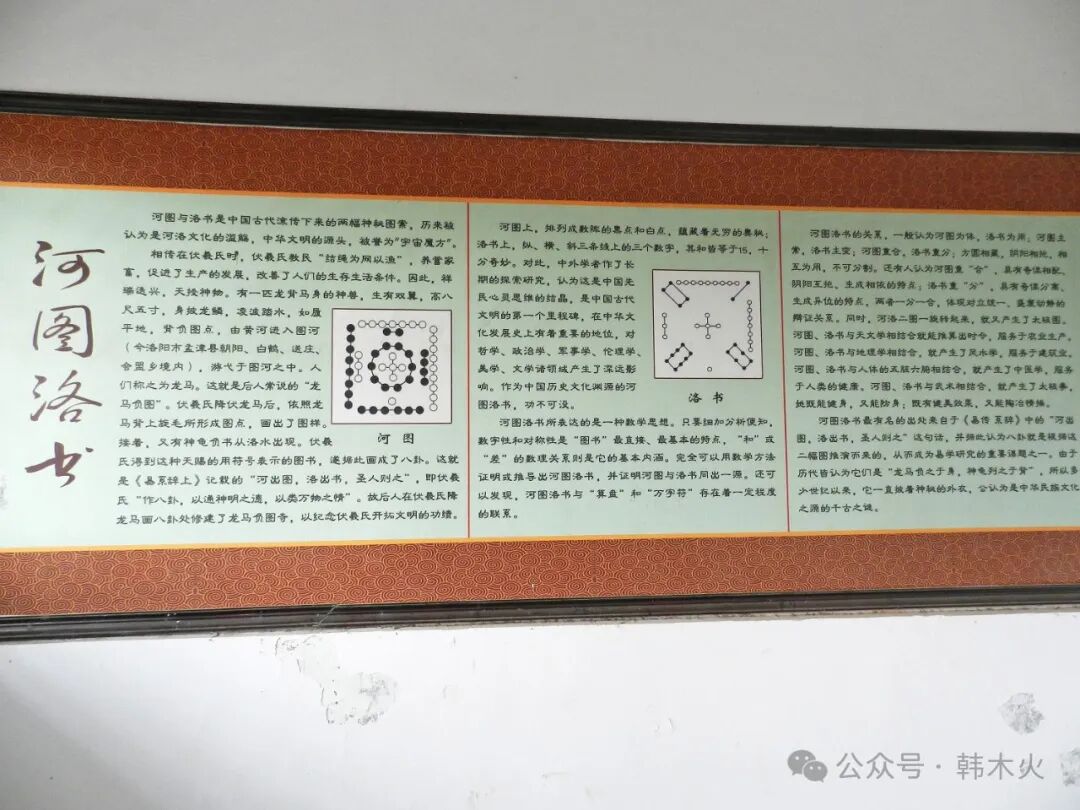 河图洛书
河图与洛书是中国古代流传下来的两幅神秘图案，历来被
认为是河洛文化的滥觞，中华文明的源头，被誉为"宇宙魔方"。
相传在伏羲氏时，伏羲氏教民"结绳为网以渔"，养蓄家
畜，促进了生产的发展，改善了人们的生存生活条件。因此，祥
瑞迭兴，天授神物。有一匹龙背马身的神兽，生有双翼，高八
尺五寸，身披龙鳞，凌波踏水，如履
平地，背负图点，由黄河进入图河
（今洛阳市孟津县朝阳、白鹤、送庄、
会盟乡境内），游弋于图河之中。人
们称之为龙马。这就是后人常说的"龙
马负图"。伏羲氏降伏龙马后，依照龙
马背上旋毛所形成图点，画出了图样。
接着，又有神龟负书从洛水出现。伏羲
氏得到这种天赐的用符号表示的图书，遂据此画成了八卦。这就
是《易系辞上》记载的"河出图，洛出书，圣人则之"，即伏羲
氏"作八卦，以通神明之德，以类万物之情"。故后人在伏羲氏降
龙马画八卦处修建了龙马负图寺，以纪念伏羲氏开拓文明的功绩。
河 图
河图上，排列成数阵的黑点和白点，蕴藏着无穷的奥秘；
洛书上，纵、横、斜三条线上的三个数字，其和皆等于15，十
分奇妙。对此，中外学者作了长
期的探索研究，认为这是中国先
民心灵思维的结晶，是中国古代
文明的第一个里程碑，在中华文
化发展史上有着重要的地位，对
哲学、政治学、军事学、伦理学、
美学、文学诸领域产生了深远影
响。作为中国历史文化渊源的河
图洛书，功不可没。
洛 书
河图洛书所表达的是一种数学思想。只要细加分析便知，
数字性和对称性是"图书"最直接、最基本的特点，"和"或
"差"的数理关系则是它的基本内涵。完全可以用数学方法
证明或推导出河图洛书，并证明河图与洛书同出一源。还可
以发现，河图洛书与"算盘"和"万字符"存在着一定程度
的联系。
河图洛书的关系，一般认为河图为体，洛书为用；河图主
常，洛书主变；河图重合，洛书重分；方圆相藏，阴阳相抱，相
互为用，不可分割。还有人认为河图重"合"，具有奇偶相配，
阴阳互抱，生成相依的特点；洛书重"分"，具有奇偶分离，
生成异位的特点，两者一分一合，体现对立统一、盛衰动静的
辩证关系。同时，河洛二图一旋转起来，就又产生了太极图。
河图、洛书与天文学相结合就能推算出时令，服务于农业生产。
河图、洛书与地理学相结合，就产生了风水学，服务于建筑业。
河图、洛书与人体的五脏六腑相结合，就产生了中医学，服务
于人类的健康。河图、洛书与武术相结合，就产生了太极拳，
她既能健身，又能防身；既有健美效果，又能陶冶情操。
河图洛书最有名的出处来自于《易传系辞》中的"河出
图，洛出书，圣人则之"这句话，并据此认为八卦就是根据这
二幅图推演而来的，从而成为易学研究的重要课题之一。由于
历代皆认为它们是"龙马负之于身，神龟列之于背"，所以多
少世纪以来，它一直披着神秘的外衣，公认为是中华民族文化
之源的千古之谜。
公众号·韩木火